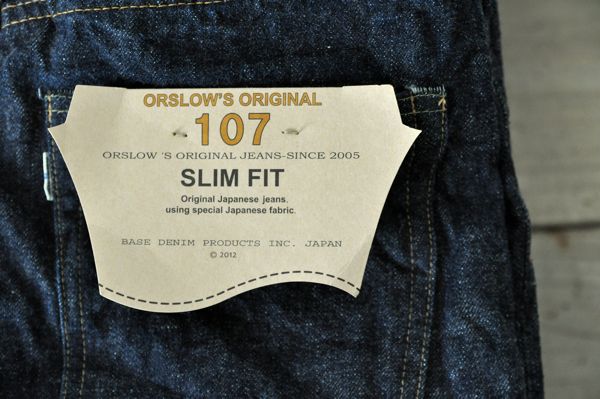 ORSLOW'S ORIGINAL
107
ORSLOW 'S ORIGINAL JEANS-SINCE 2005
SLIM FIT
Original Japanese jeans.
using special Japanese fabric.
BASE DENIM PRODUCTS INC. JAPAN
© 2012